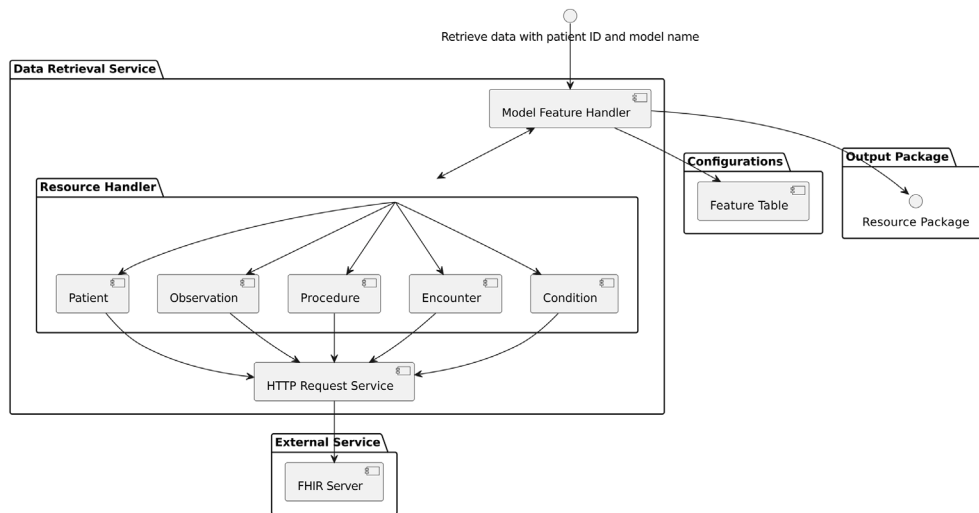 Retrieve data with patient ID and model name
Data Retrieval Service
Model Feature Handler
Configurations
Output Package
Resource Handler
Feature Table
Resource Package
Patient
Observation
Procedure
Encounter
Condition
HTTP Request Service
External Service
FHIR Server